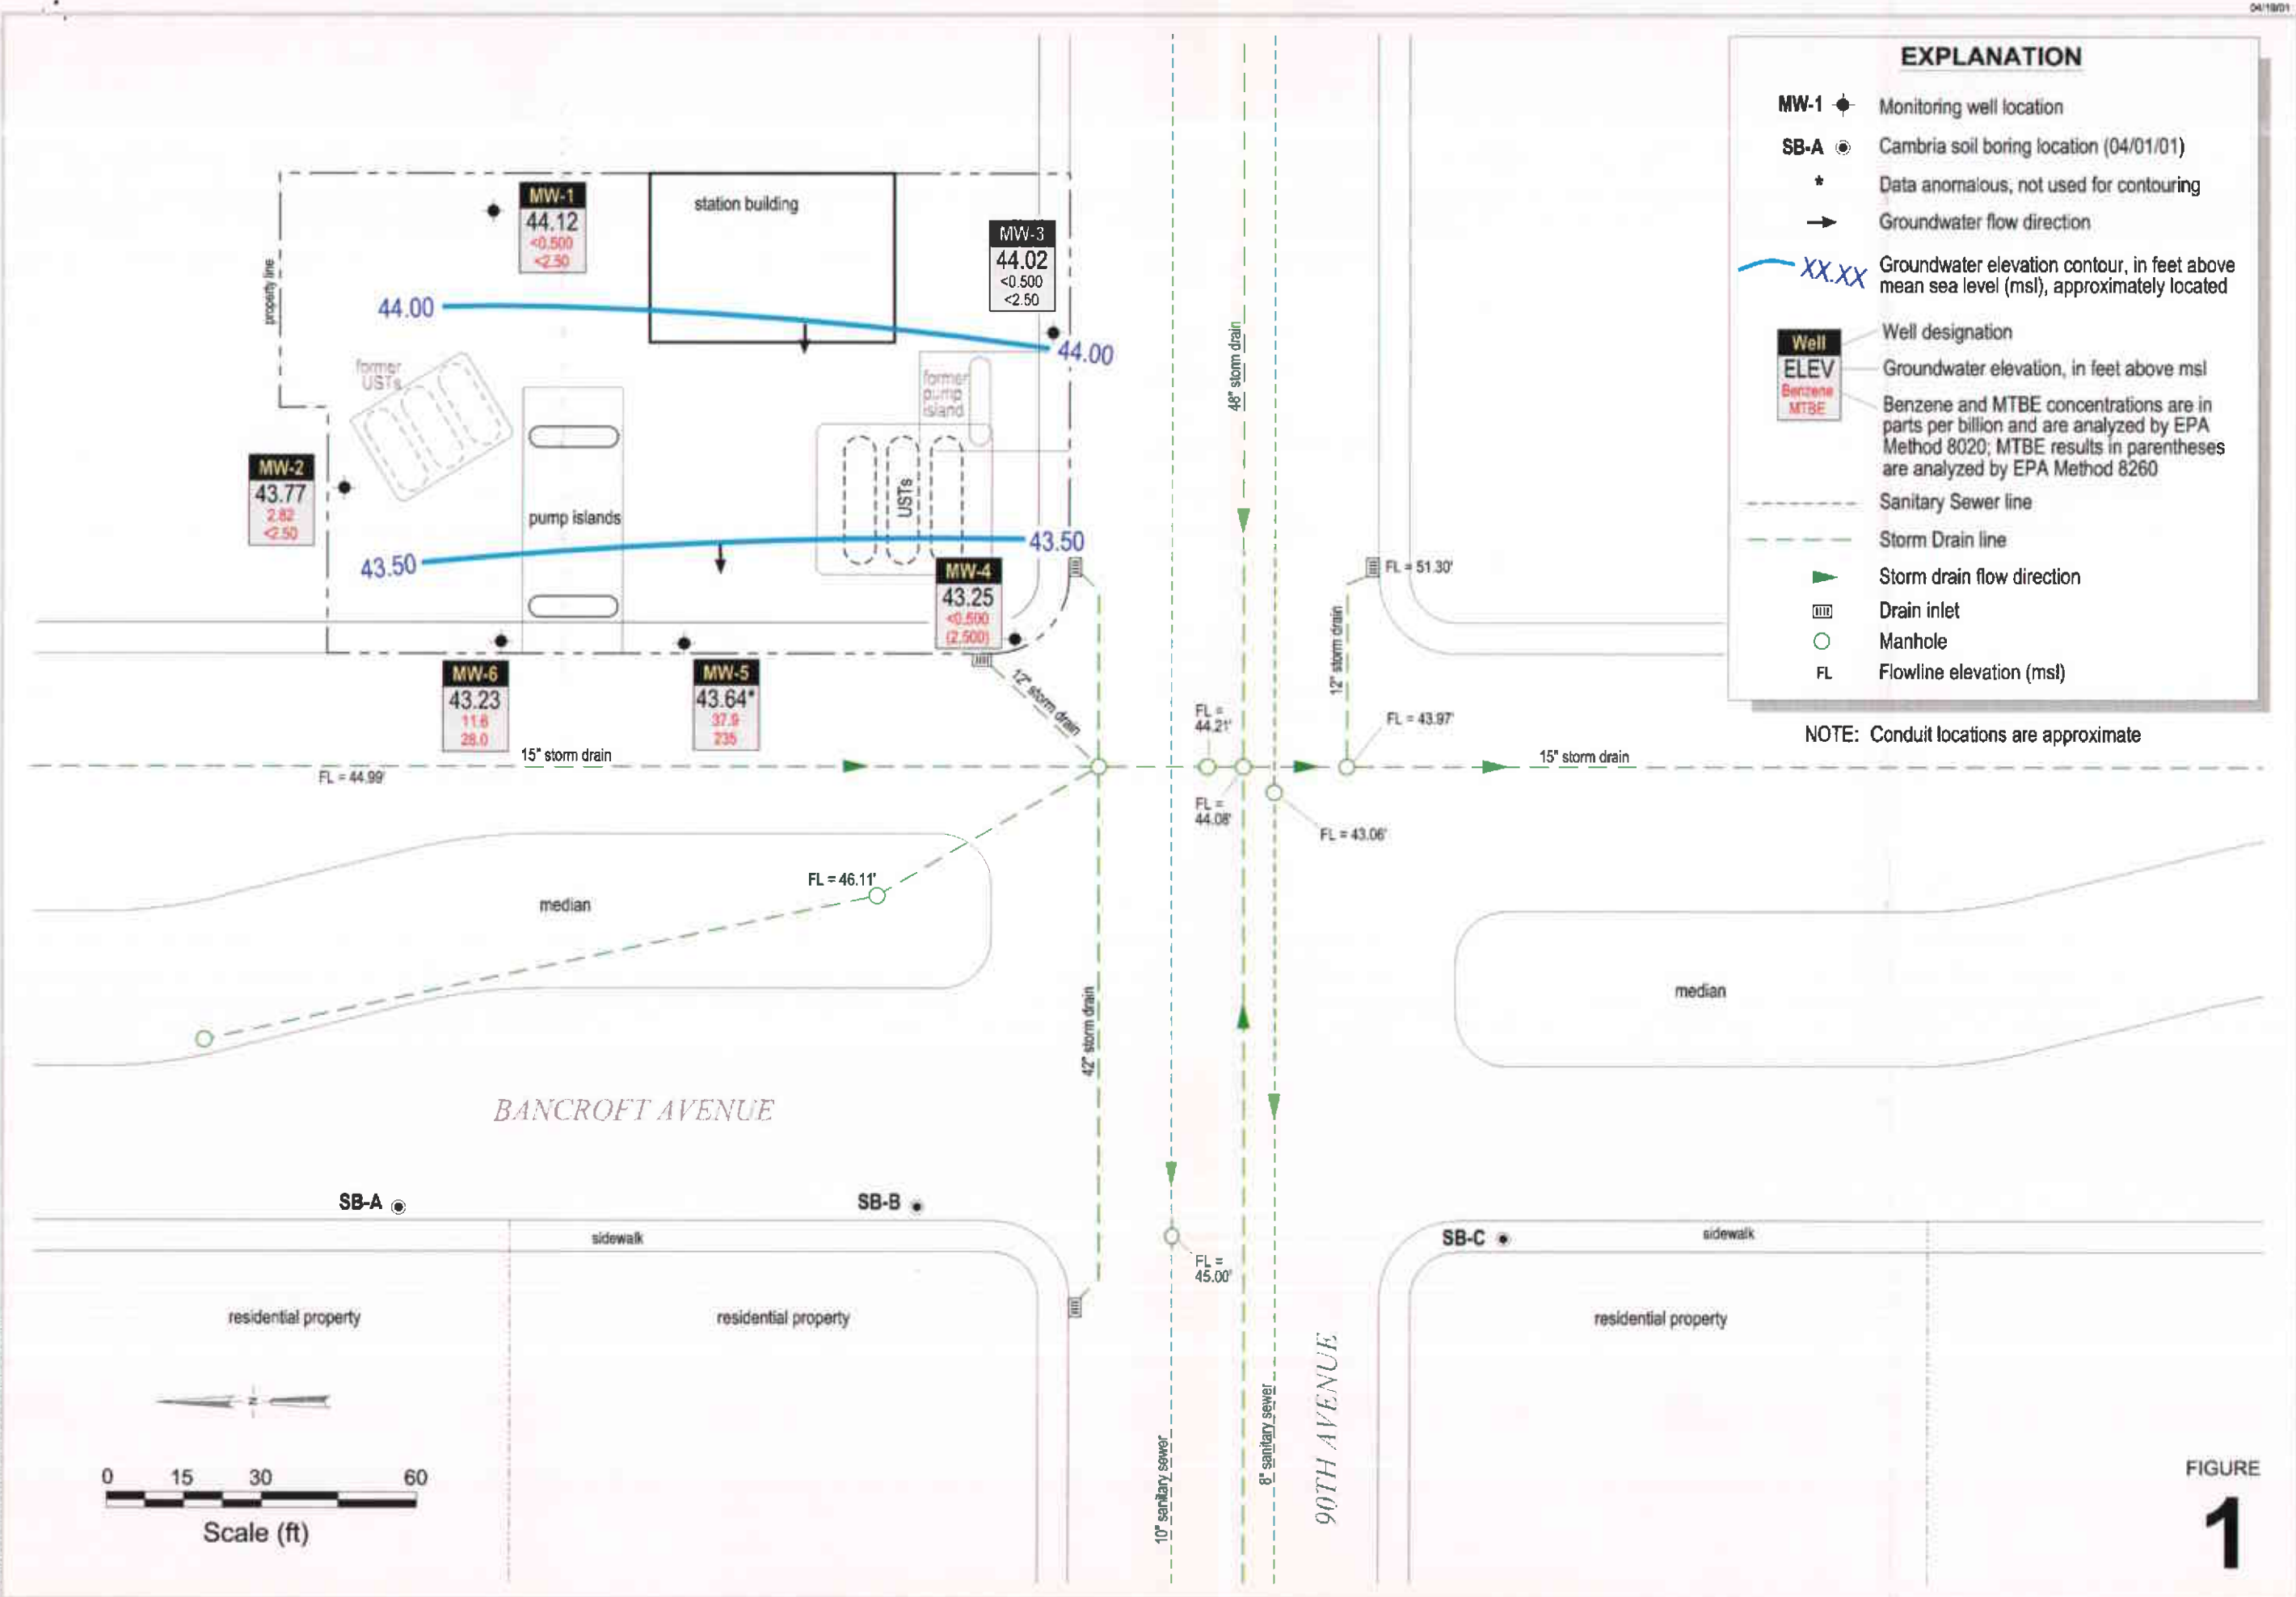 04/18/01
EXPLANATION
MW-1 Monitoring well location
SB-A Cambria soil boring location (04/01/01)
* Data anomalous, not used for contouring
Groundwater flow direction
XX.XX Groundwater elevation contour, in feet above
mean sea level (msl), approximately located
Well
ELEV
Benzene
MTBE
Well designation
Groundwater elevation, in feet above msl
Benzene and MTBE concentrations are in
parts per billion and are analyzed by EPA
Method 8020; MTBE results in parentheses
are analyzed by EPA Method 8260
Sanitary Sewer line
Storm Drain line
Storm drain flow direction
Drain inlet
Manhole
FL Flowline elevation (msl)
NOTE: Conduit locations are approximate
MW-1
44.12
<0.500
<2.50
station building
MW-3
44.02
<0.500
<2.50
property line
44.00
44.00
former
USTs
former
pump
island
48" storm drain
MW-2
43.77
2.82
<2.50
pump islands
USTs
43.50
43.50
MW-4
43.25
<0.500
(2.500)
FL = 51.30'
12" storm drain
MW-6
43.23
11.6
28.0
MW-5
43.64*
37.9
235
12" storm drain
FL =
44.21'
FL = 43.97'
15" storm drain
15" storm drain
FL = 44.99'
FL =
44.08'
FL = 43.06'
FL = 46.11'
median
median
42" storm drain
BANCROFT AVENUE
SB-A
SB-B
SB-C
sidewalk
sidewalk
FL =
45.00'
residential property
residential property
residential property
N
10" sanitary sewer
8" sanitary sewer
90TH AVENUE
0 15 30 60
Scale (ft)
FIGURE
1